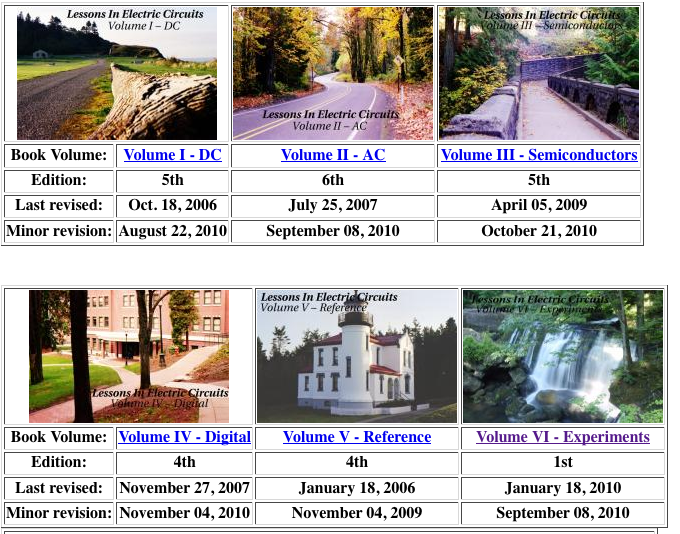 Lessons In Electric Circuits
Volume I – DC
Lessons In Electric Circuits
Volume II – AC
Lessons In Electric Circuits
Volume III – Semiconductors
Book Volume: Volume I - DC Volume II - AC Volume III - Semiconductors
Edition: 5th 6th 5th
Last revised: Oct. 18, 2006 July 25, 2007 April 05, 2009
Minor revision: August 22, 2010 September 08, 2010 October 21, 2010
Lessons In Electric Circuits
Volume IV – Digital
Lessons In Electric Circuits
Volume V – Reference
Lessons In Electric Circuits
Volume VI – Experiments
Book Volume: Volume IV - Digital Volume V - Reference Volume VI - Experiments
Edition: 4th 4th 1st
Last revised: November 27, 2007 January 18, 2006 January 18, 2010
Minor revision: November 04, 2010 November 04, 2009 September 08, 2010